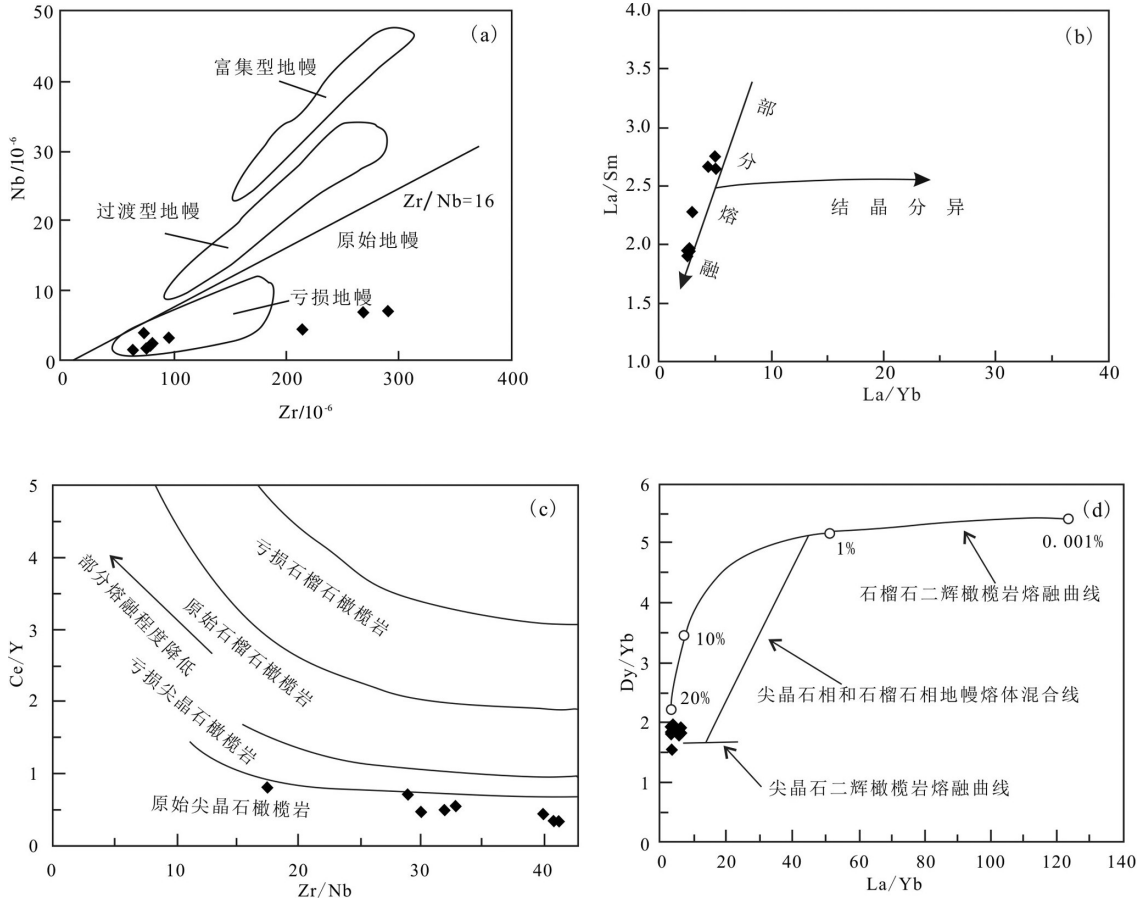 (a)
50
40
30
20
10
0
Nb/10⁻⁶
富集型地幔
过渡型地幔
Zr/Nb=16
原始地幔
亏损地幔
0
100
200
300
400
Zr/10⁻⁶
(b)
4.0
3.5
3.0
2.5
2.0
1.5
1.0
La/Sm
部分熔融
结晶分异
0
10
20
30
40
La/Yb
(c)
5
4
3
2
1
0
Ce/Y
亏损石榴石橄榄岩
部分熔融程度降低
原始石榴石橄榄岩
亏损尖晶石橄榄岩
原始尖晶石橄榄岩
0
10
20
30
40
Zr/Nb
(d)
6
5
4
3
2
1
0
Dy/Yb
1%
0.001%
石榴石二辉橄榄岩熔融曲线
10%
尖晶石相和石榴石相地幔熔体混合线
20%
尖晶石二辉橄榄岩熔融曲线
0
20
40
60
80
100
120
140
La/Yb